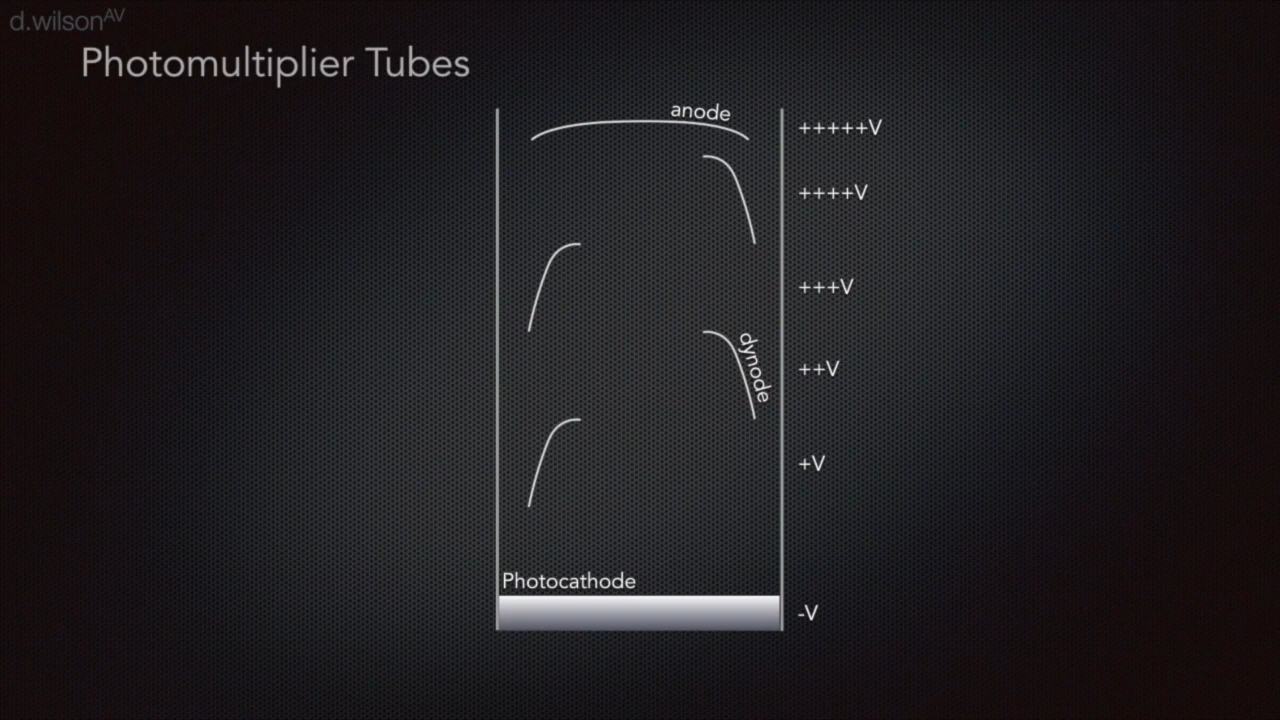 d.wilsonAV
Photomultiplier Tubes
anode
+++++V
++++V
+++V
dynode
++V
+V
Photocathode
-V